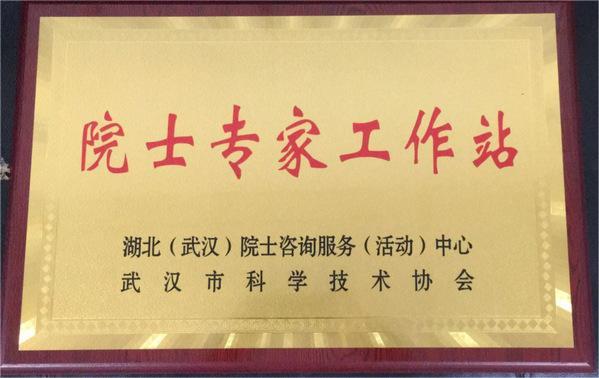 院士专家工作站
湖北（武汉）院士咨询服务（活动）中心
武汉市科学技术协会